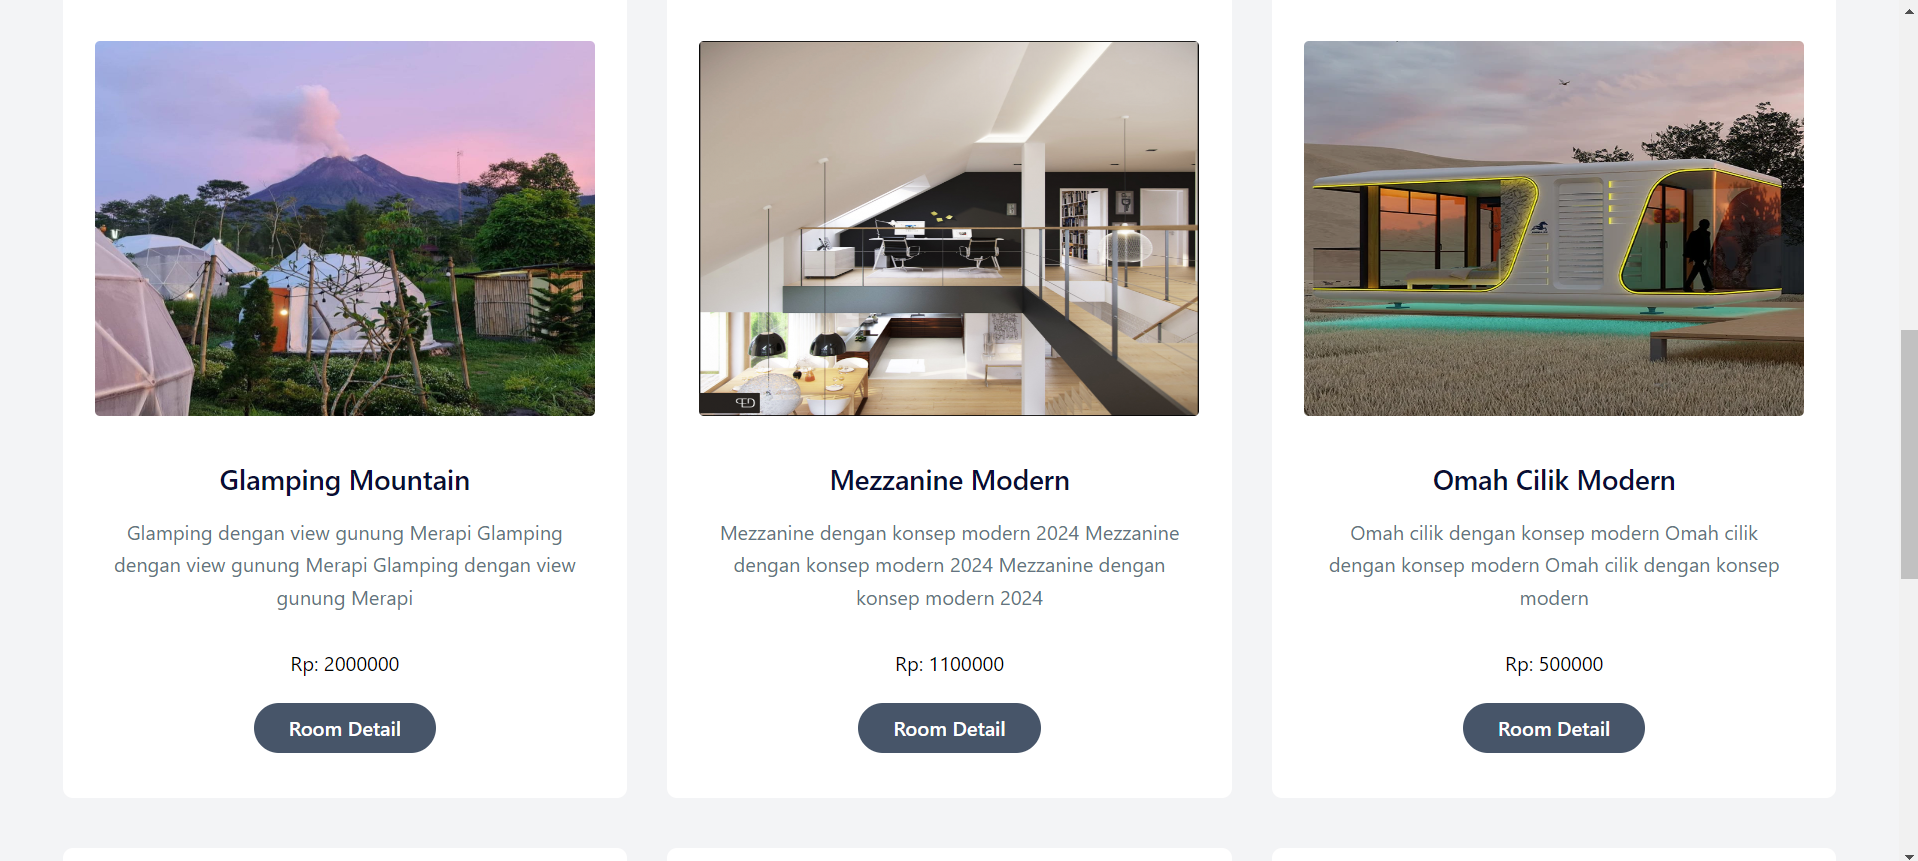 Glamping Mountain
Glamping dengan view gunung Merapi Glamping
dengan view gunung Merapi Glamping dengan view
gunung Merapi
Rp: 2000000
Room Detail
Mezzanine Modern
Mezzanine dengan konsep modern 2024 Mezzanine
dengan konsep modern 2024 Mezzanine dengan
konsep modern 2024
Rp: 1100000
Room Detail
Omah Cilik Modern
Omah cilik dengan konsep modern Omah cilik
dengan konsep modern Omah cilik dengan konsep
modern
Rp: 500000
Room Detail